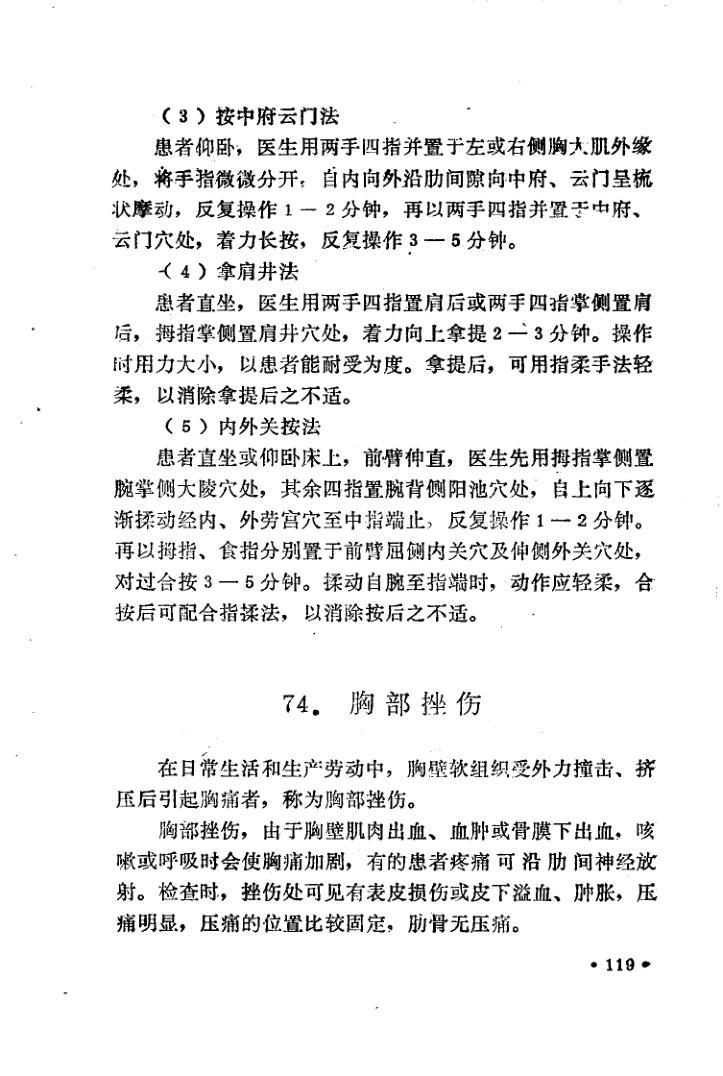 （3）按中府云门法
患者仰卧，医生用两手四指并置于左或右侧胸大肌外缘
处，将手指微微分开，自内向外沿肋间隙向中府、云门呈梳
状摩动，反复操作1—2分钟，再以两手四指并置于中府、
云门穴处，着力长按，反复操作3—5分钟。
（4）拿肩井法
患者直坐，医生用两手四指置肩后或两手四指掌侧置肩
后，拇指掌侧置肩井穴处，着力向上拿提2—3分钟。操作
时用力大小，以患者能耐受为度。拿提后，可用指柔手法轻
柔，以消除拿提后之不适。
（5）内外关按法
患者直坐或仰卧床上，前臂伸直，医生先用拇指掌侧置
腕掌侧大陵穴处，其余四指置腕背侧阳池穴处，自上向下逐
渐揉动经内、外劳宫穴至中指端止，反复操作1—2分钟。
再以拇指、食指分别置于前臂屈侧内关穴及伸侧外关穴处，
对过合按3—5分钟。揉动自腕至指端时，动作应轻柔，合
按后可配合指揉法，以消除按后之不适。
74．胸部挫伤
在日常生活和生产劳动中，胸壁软组织受外力撞击、挤
压后引起胸痛者，称为胸部挫伤。
胸部挫伤，由于胸壁肌肉出血、血肿或骨膜下出血，咳
嗽或呼吸时会使胸痛加剧，有的患者疼痛可沿肋间神经放
射。检查时，挫伤处可见有表皮损伤或皮下溢血、肿胀，压
痛明显，压痛的位置比较固定，肋骨无压痛。
•119•